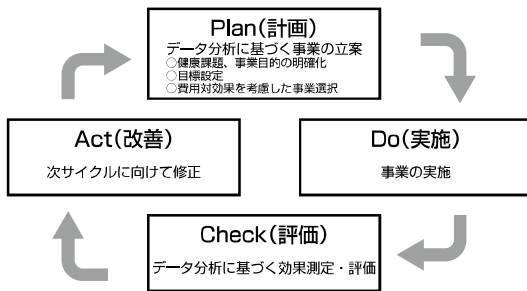 Plan(計画)
データ分析に基づく事業の立案
○健康課題、事業目的の明確化
○目標設定
○費用対効果を考慮した事業選択
Act(改善)
次サイクルに向けて修正
Do(実施)
事業の実施
Check(評価)
データ分析に基づく効果測定・評価